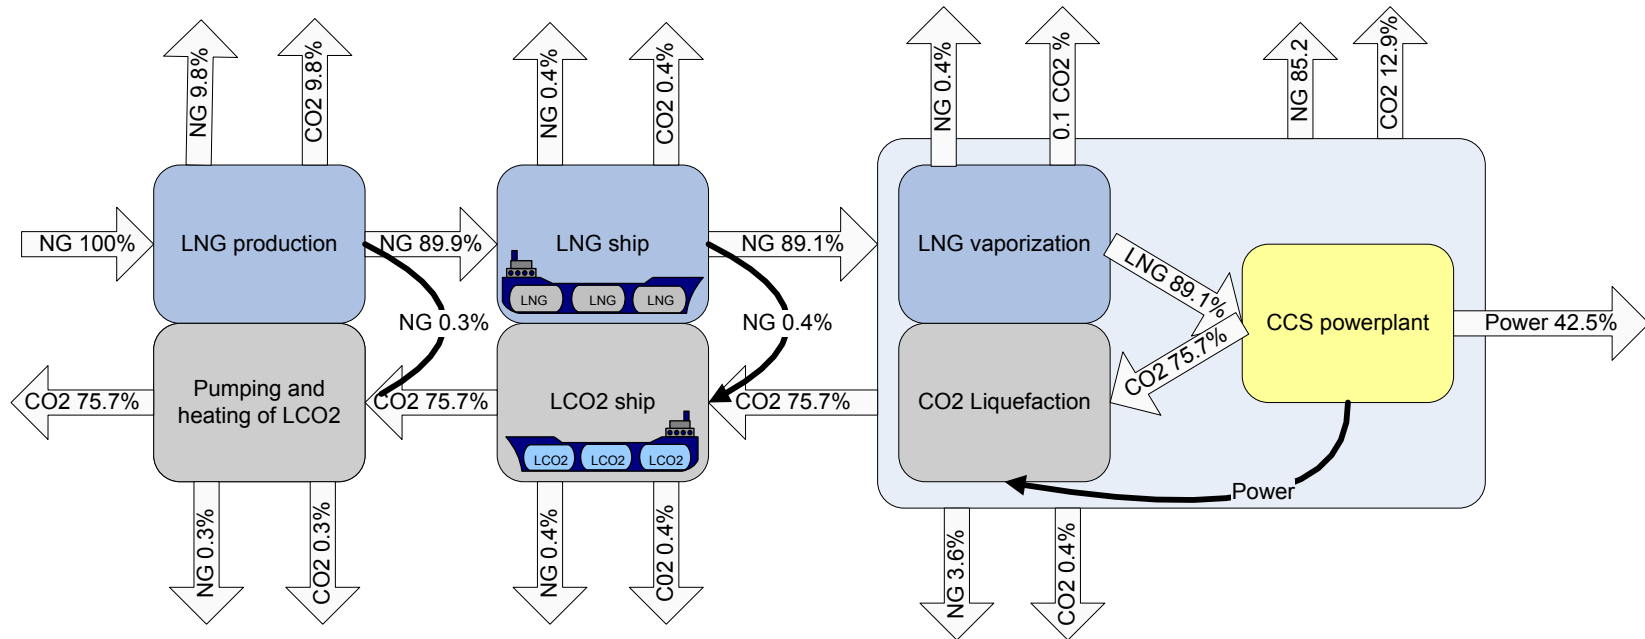 NG 9.8%
CO2 9.8%
NG 0.4%
CO2 0.4%
NG 0.4%
0.1 CO2 %
NG 85.2
CO2 12.9%
NG 100%
LNG production
NG 89.9%
LNG ship
LNG
LNG
LNG
NG 89.1%
LNG vaporization
LNG 89.1%
CCS powerplant
Power 42.5%
NG 0.3%
NG 0.4%
CO2 75.7%
CO2 75.7%
Pumping and
heating of LCO2
CO2 75.7%
LCO2 ship
LCO2
LCO2
LCO2
CO2 75.7%
CO2 Liquefaction
Power
NG 0.3%
CO2 0.3%
NG 0.4%
C02 0.4%
NG 3.6%
CO2 0.4%